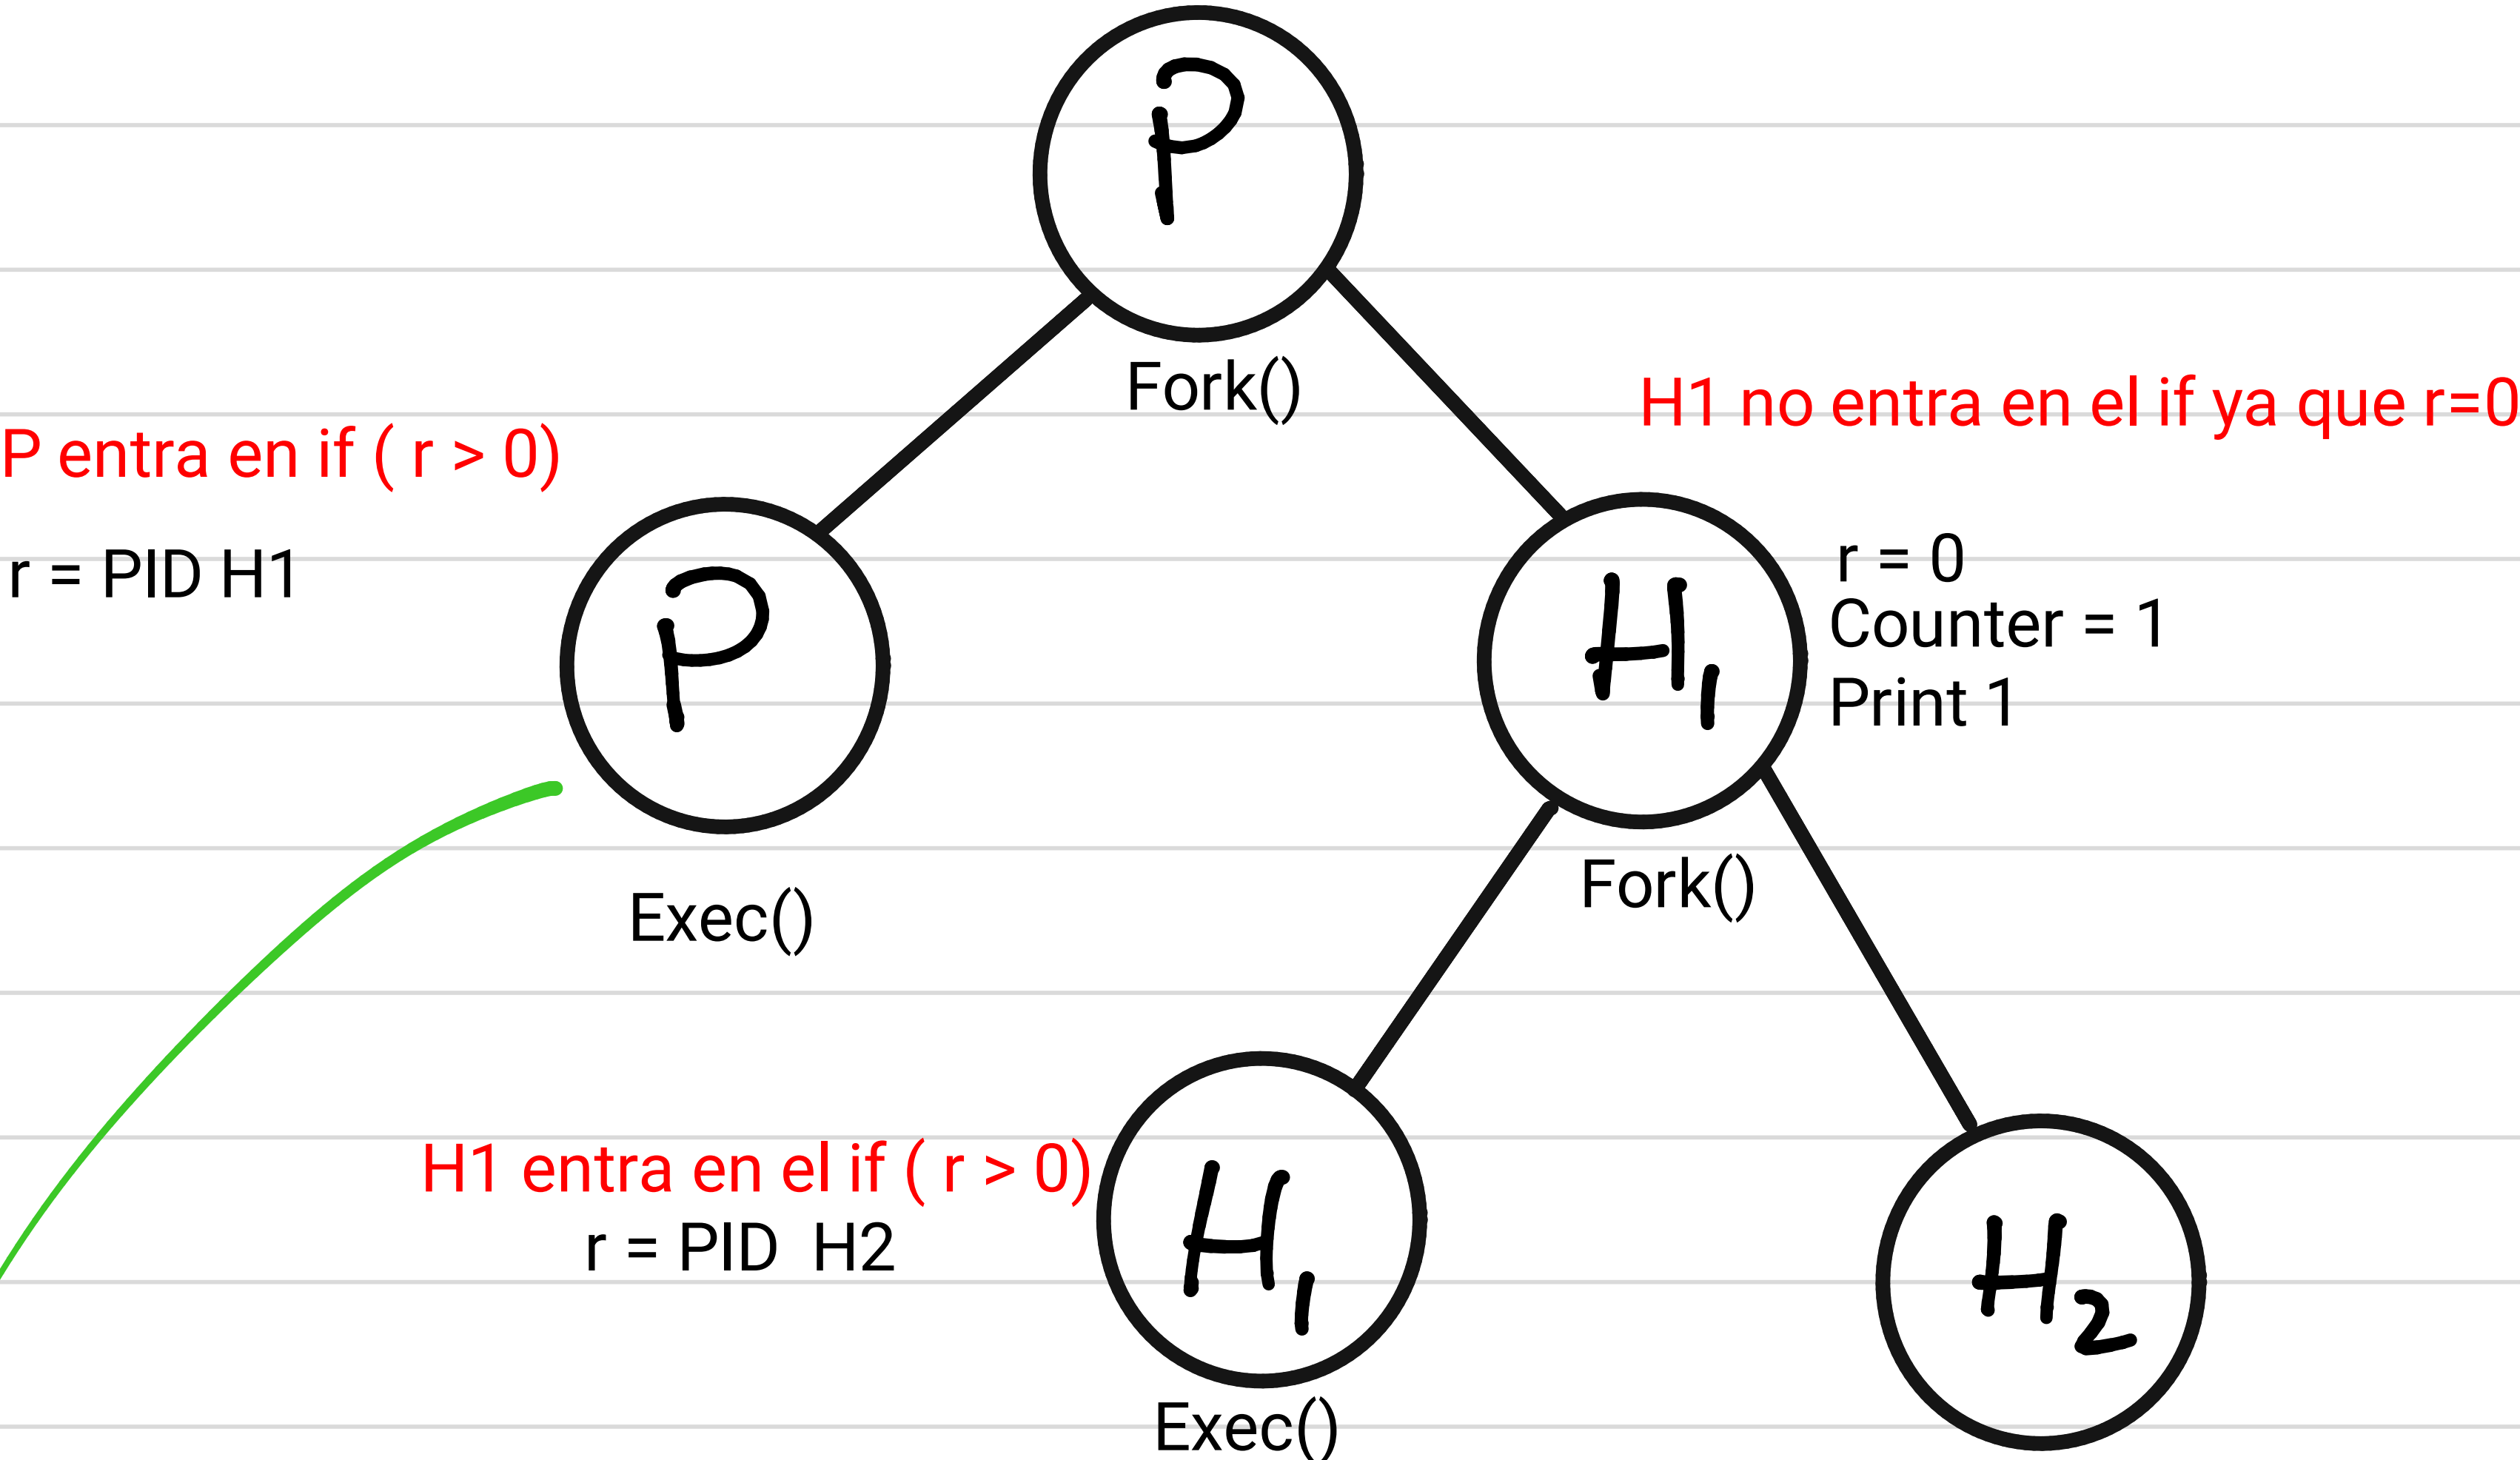 P
Fork()
H1 no entra en el if ya que r=0
P entra en if ( r > 0)
r = PID H1
P
H1
r = 0
Counter = 1
Print 1
Exec()
Fork()
H1 entra en el if ( r > 0)
r = PID H2
H1
H2
Exec()